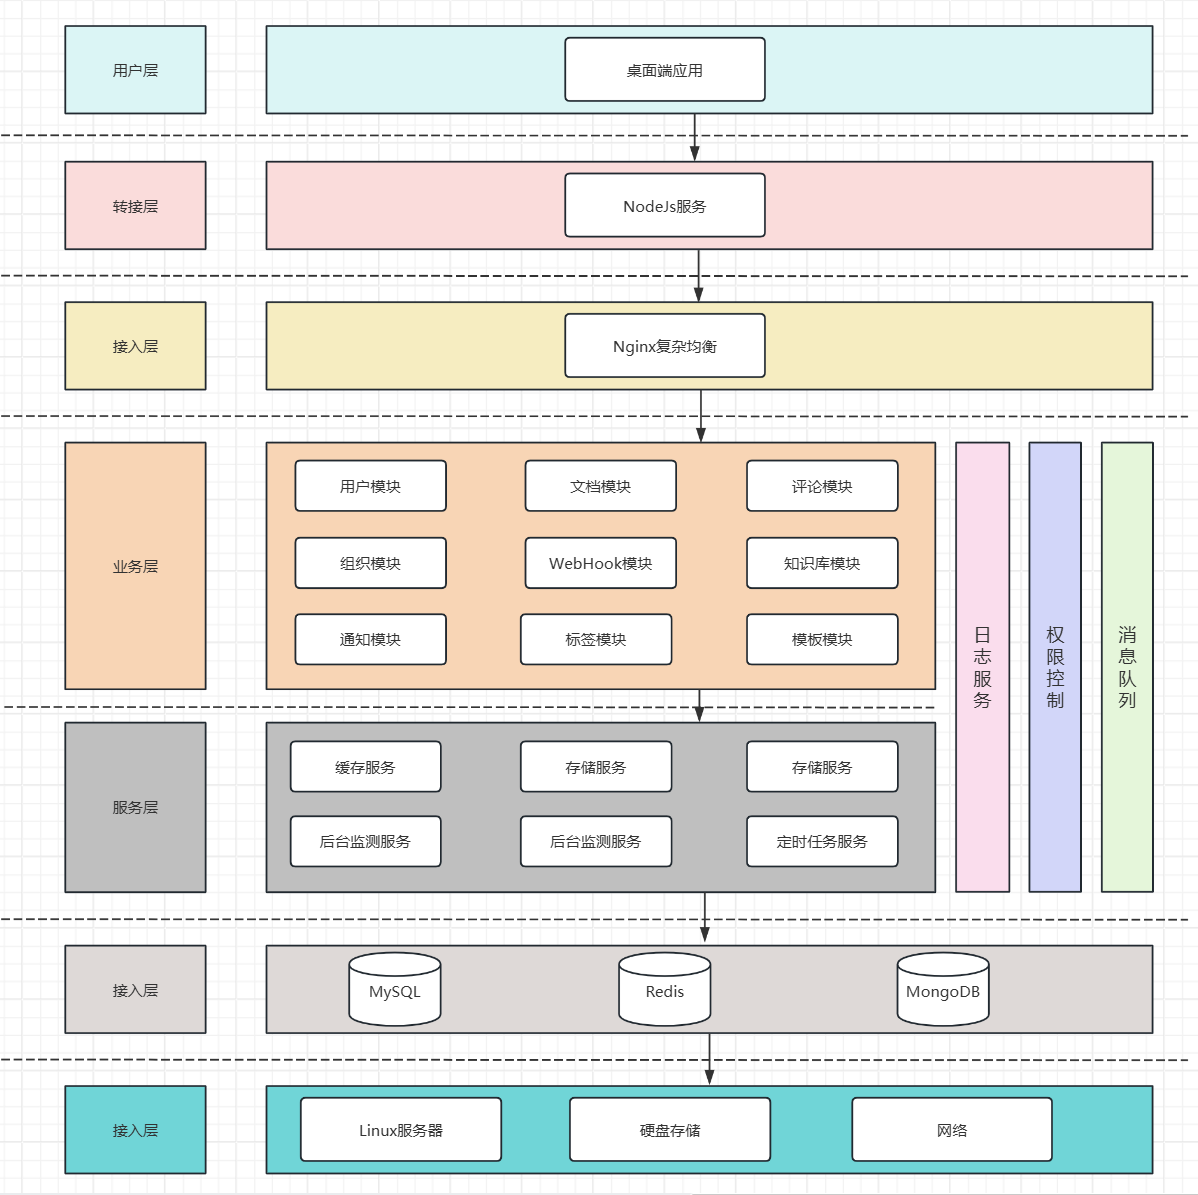 用户层
桌面端应用
转接层
NodeJs服务
接入层
Nginx复杂均衡
业务层
用户模块
文档模块
评论模块
组织模块
WebHook模块
知识库模块
通知模块
标签模块
模板模块
日志服务
权限控制
消息队列
服务层
缓存服务
存储服务
存储服务
后台监测服务
后台监测服务
定时任务服务
接入层
MySQL
Redis
MongoDB
接入层
Linux服务器
硬盘存储
网络